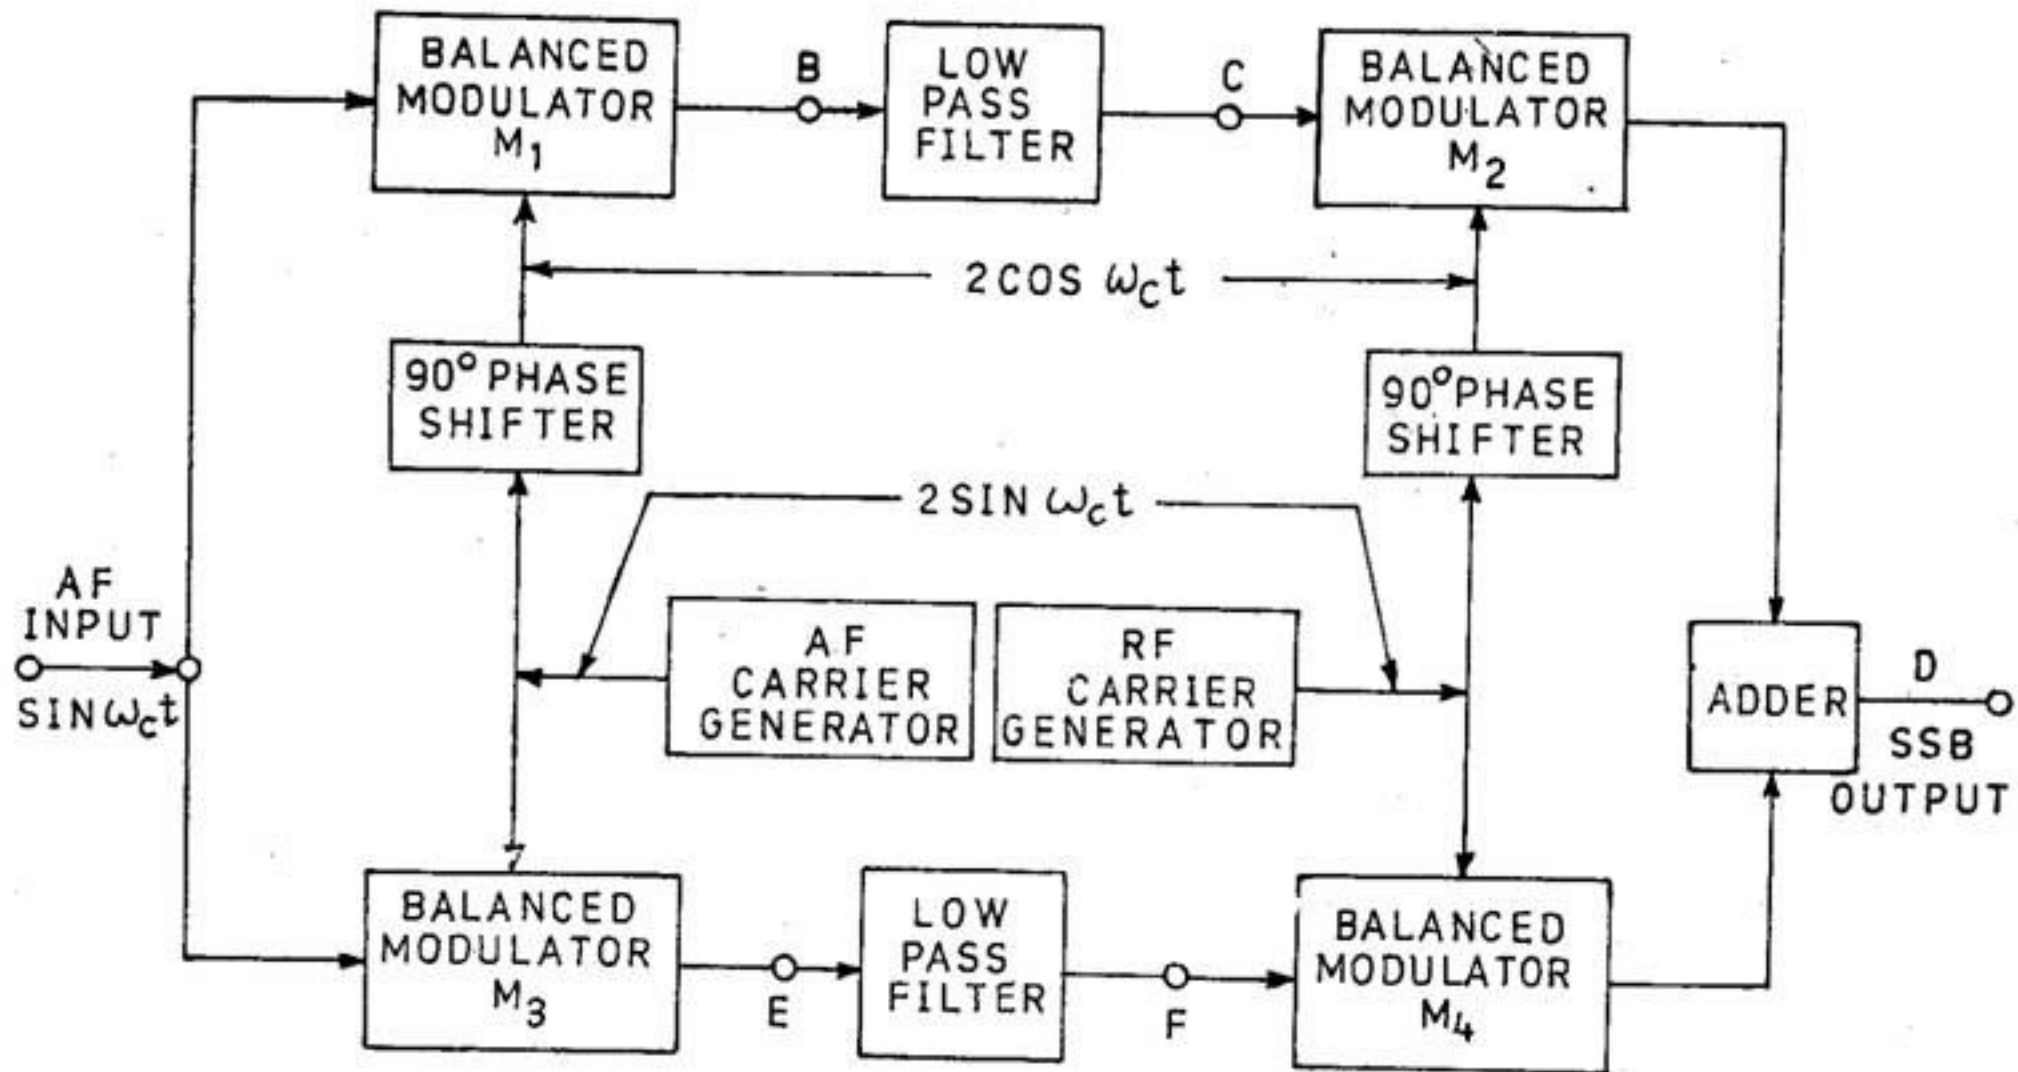 BALANCED
MODULATOR
M1
B
LOW
PASS
FILTER
C
BALANCED
MODULATOR
M2
2COS ωct
90° PHASE
SHIFTER
90° PHASE
SHIFTER
2SIN ωct
AF
INPUT
SINωct
AF
CARRIER
GENERATOR
RF
CARRIER
GENERATOR
ADDER
D
SSB
OUTPUT
BALANCED
MODULATOR
M3
E
LOW
PASS
FILTER
F
BALANCED
MODULATOR
M4